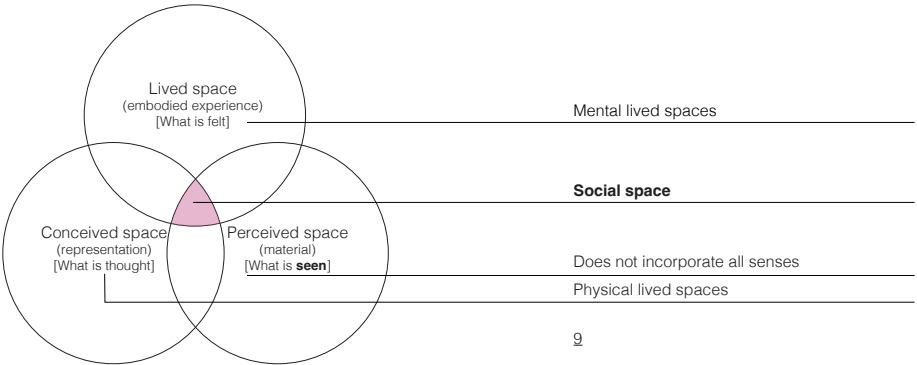 Lived space
(embodied experience)
[What is felt]
Mental lived spaces
Social space
Conceived space
(representation)
[What is thought]
Perceived space
(material)
[What is seen]
Does not incorporate all senses
Physical lived spaces
9